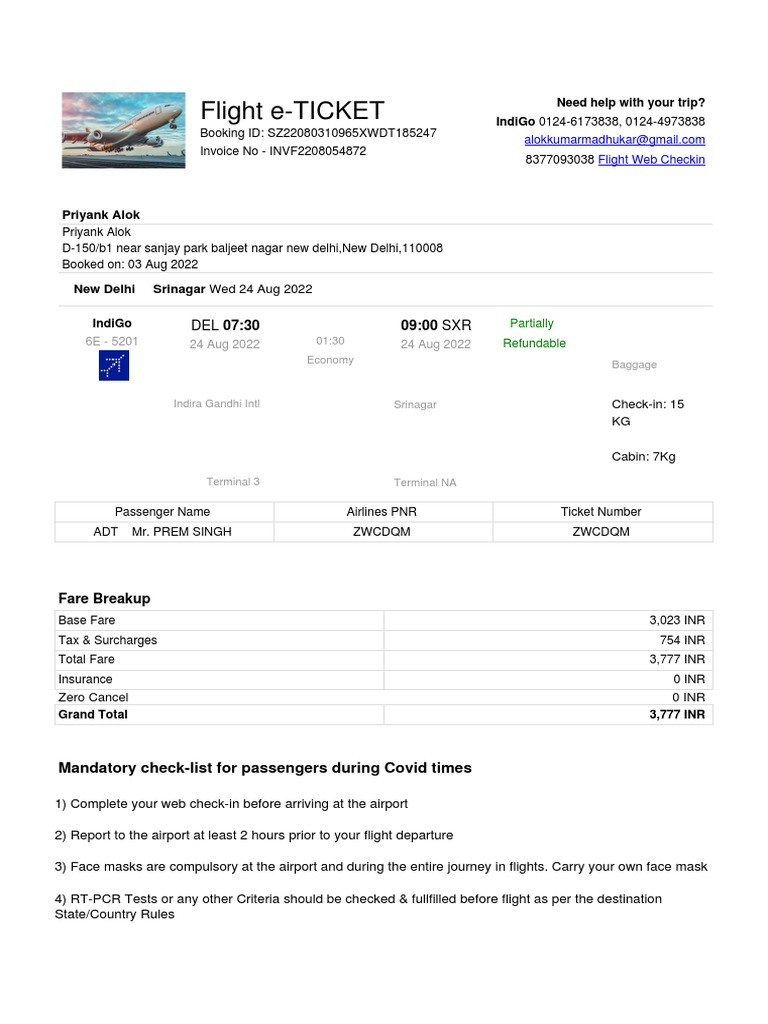 Flight e-TICKET
Booking ID: SZ22080310965XWDT185247
Invoice No - INVF2208054872
Need help with your trip?
IndiGo 0124-6173838, 0124-4973838
alokkumarmadhukar@gmail.com
8377093038 Flight Web Checkin
Priyank Alok
Priyank Alok
D-150/b1 near sanjay park baljeet nagar new delhi,New Delhi,110008
Booked on: 03 Aug 2022
New Delhi Srinagar Wed 24 Aug 2022
IndiGo
6E - 5201
DEL 07:30
24 Aug 2022
Indira Gandhi Intl
Terminal 3
01:30
Economy
09:00 SXR
24 Aug 2022
Srinagar
Terminal NA
Partially
Refundable
Baggage
Check-in: 15
KG
Cabin: 7Kg
Passenger Name Airlines PNR Ticket Number
ADT Mr. PREM SINGH ZWCDQM ZWCDQM
Fare Breakup
Base Fare 3,023 INR
Tax & Surcharges 754 INR
Total Fare 3,777 INR
Insurance 0 INR
Zero Cancel 0 INR
Grand Total 3,777 INR
Mandatory check-list for passengers during Covid times
1) Complete your web check-in before arriving at the airport
2) Report to the airport at least 2 hours prior to your flight departure
3) Face masks are compulsory at the airport and during the entire journey in flights. Carry your own face mask
4) RT-PCR Tests or any other Criteria should be checked & fullfilled before flight as per the destination
State/Country Rules